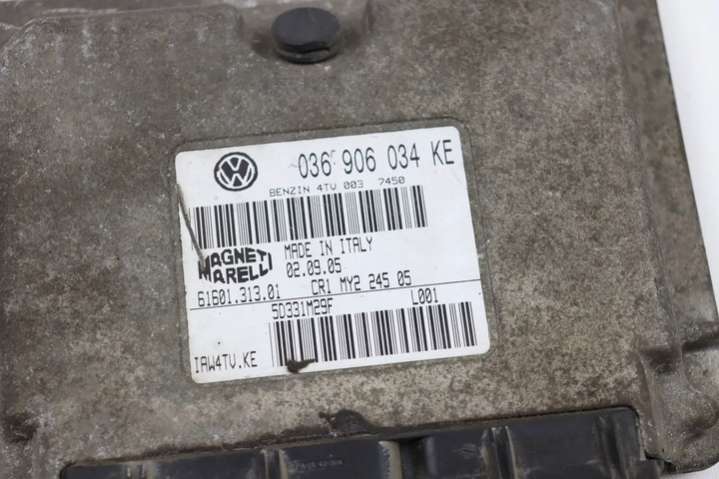 036 906 034 KE
BENZIN 4TV 003 7450
MAGNETI MARELLI
MADE IN ITALY
02.09.05
61601.313.01 CR1 MY2 245 05
5D331M29F L001
IAW4TV.KE